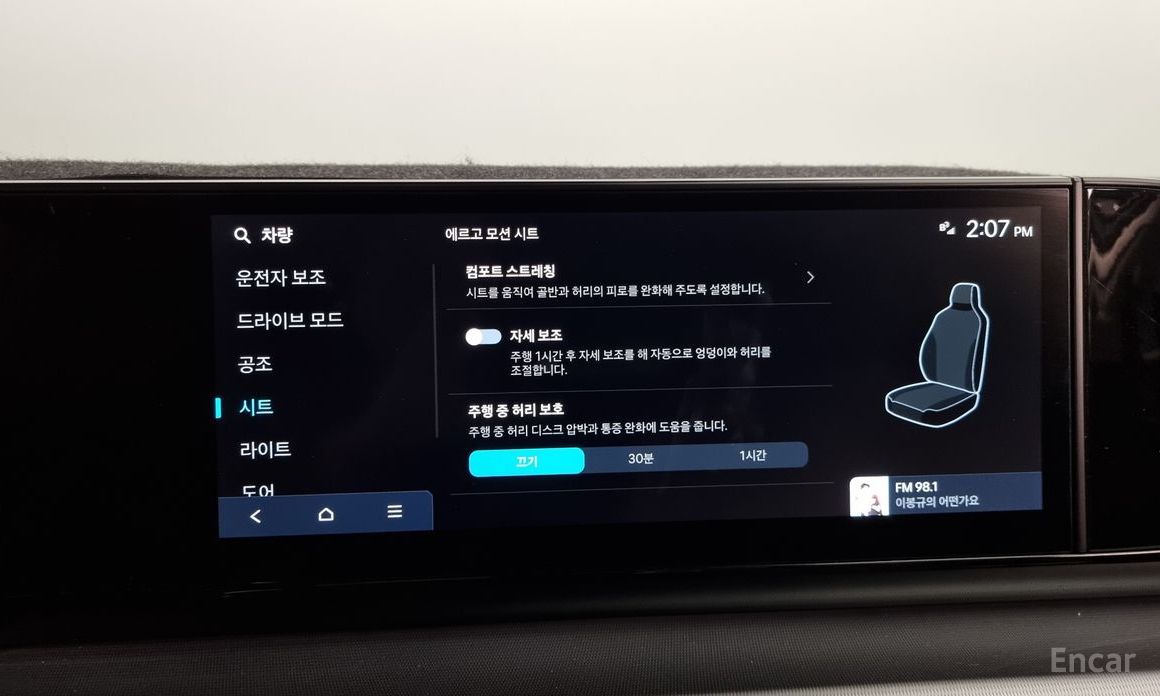 차량
운전자 보조
드라이브 모드
공조
시트
라이트
도어
에르고 모션 시트
컴포트 스트레칭
시트를 움직여 골반과 허리의 피로를 완화해 주도록 설정합니다.
자세 보조
주행 1시간 후 자세 보조를 해 자동으로 엉덩이와 허리를
조절합니다.
주행 중 허리 보호
주행 중 허리 디스크 압박과 통증 완화에 도움을 줍니다.
끄기 30분 1시간
2:07 PM
FM 98.1
이봉규의 어떤가요
Encar